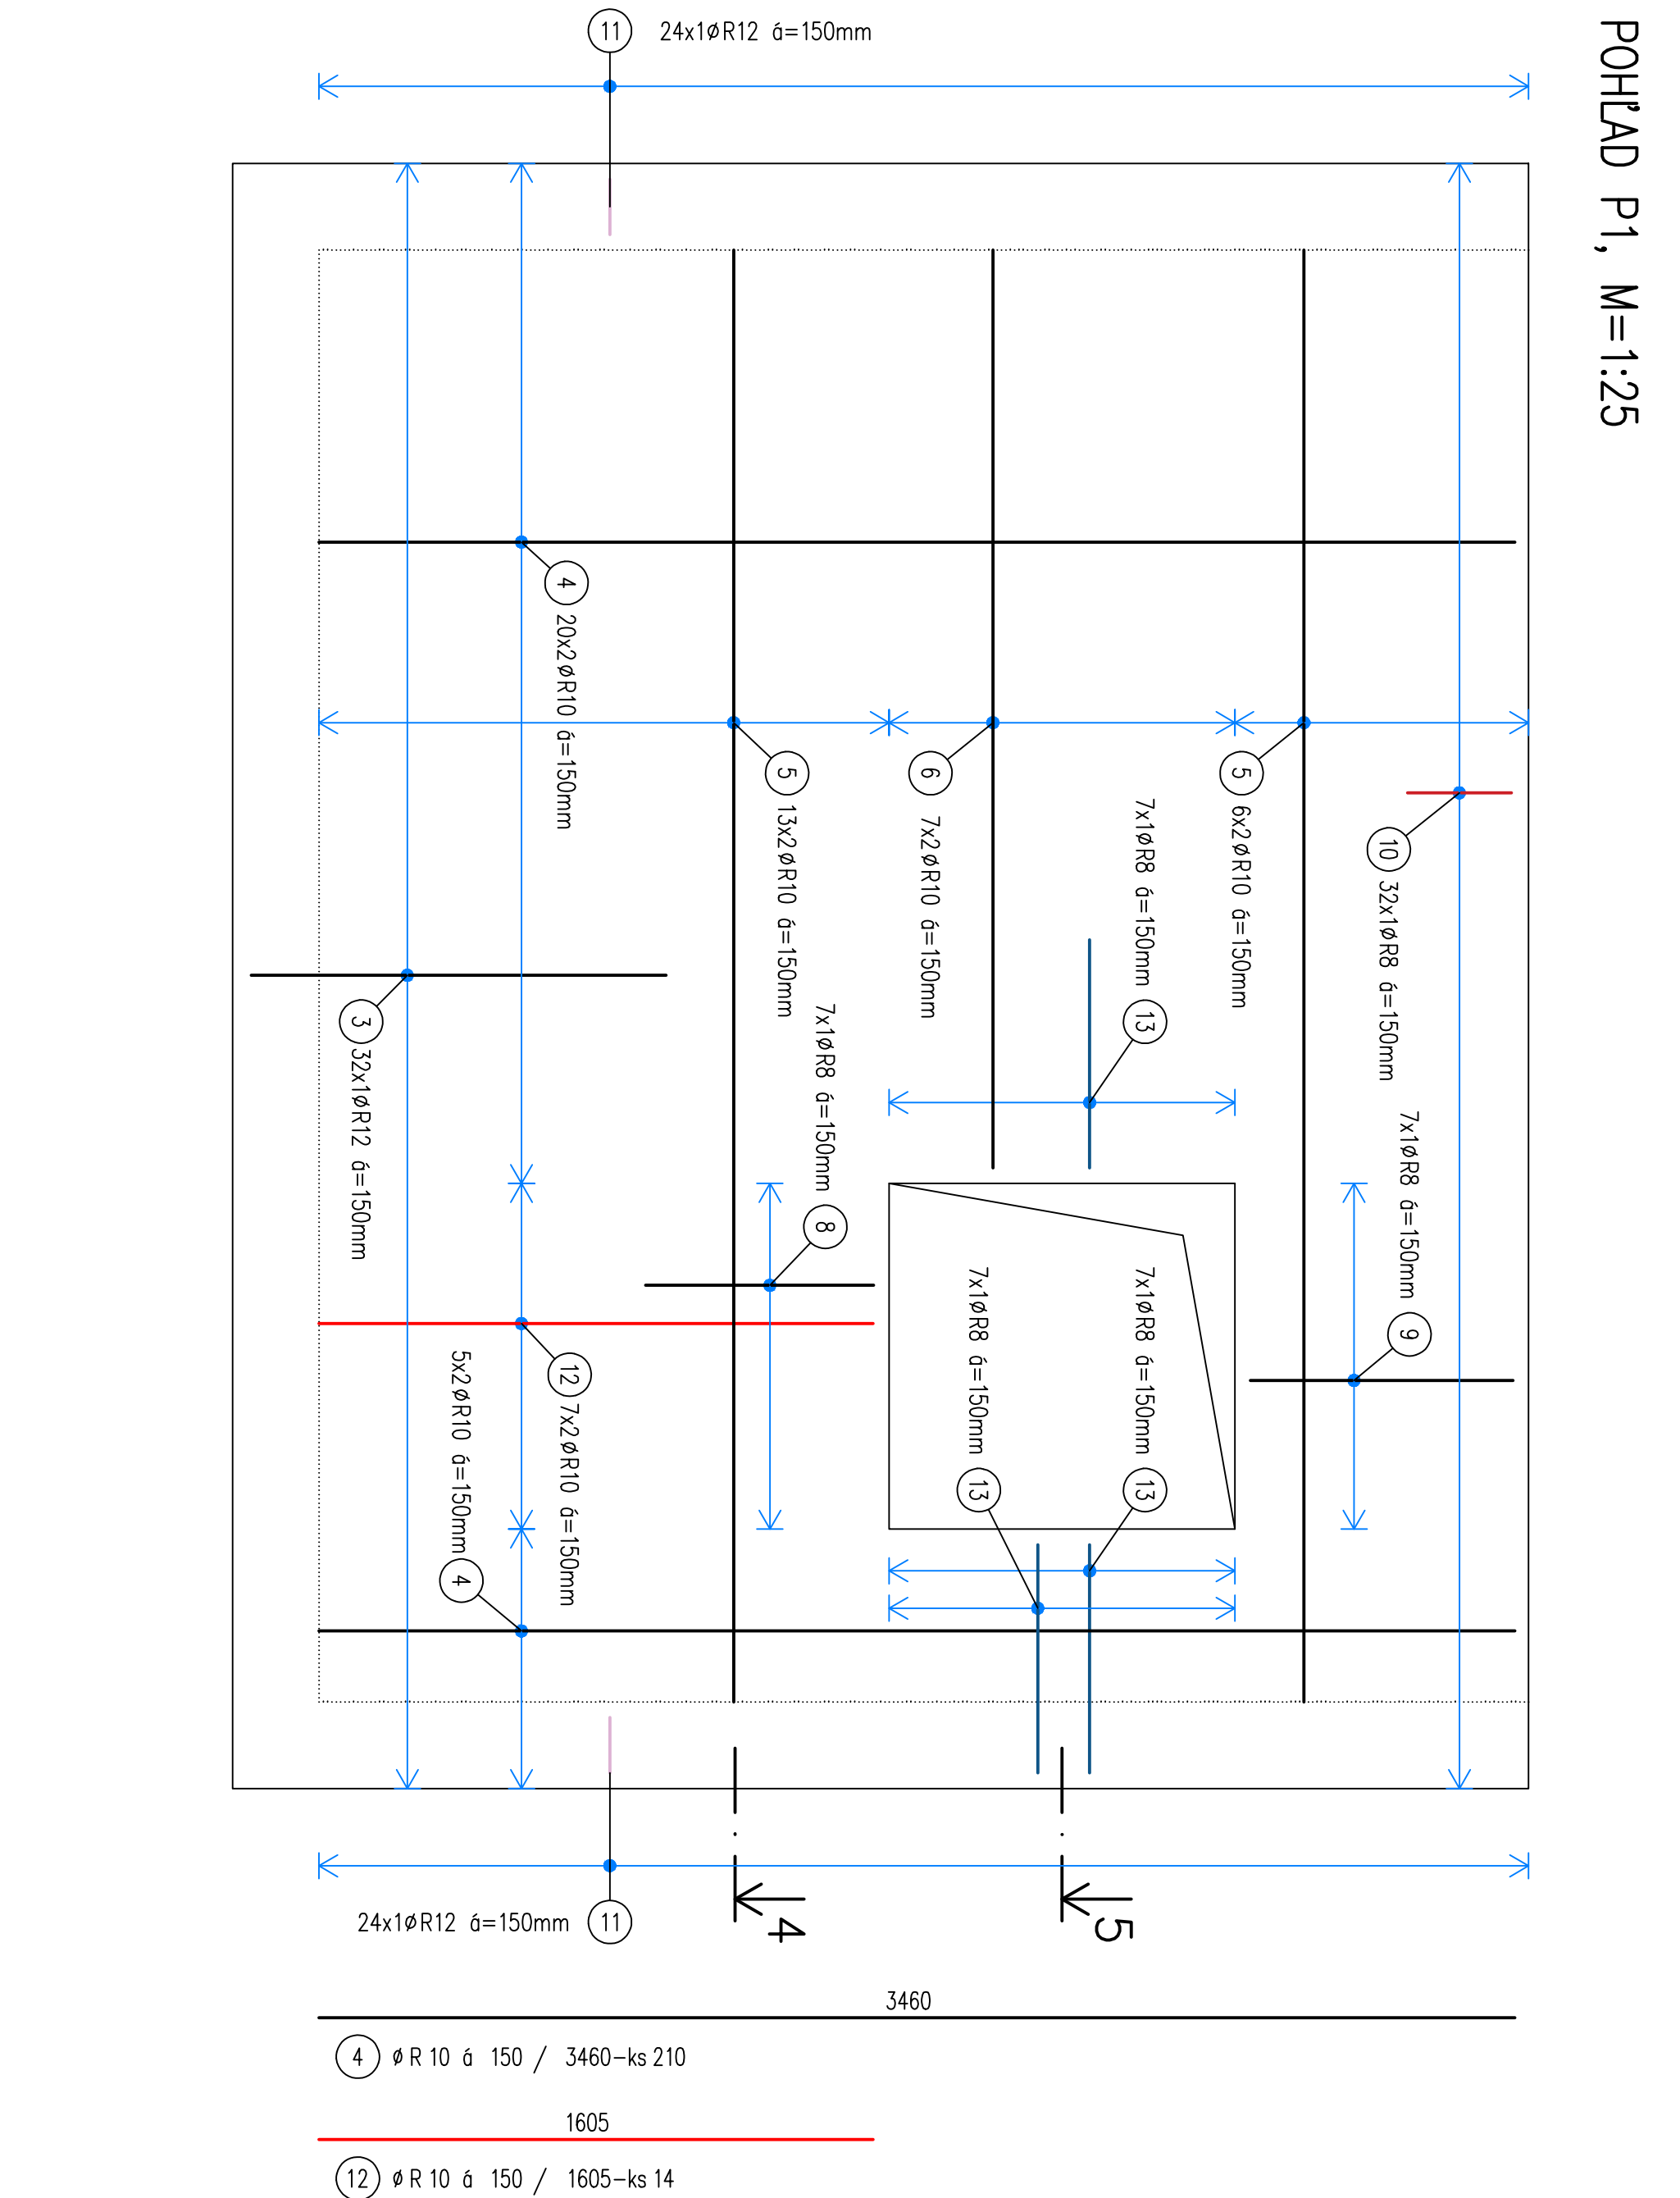 POHĽAD P1, M=1:25
11 24x1øR12 á=150mm
4 20x2øR10 á=150mm
5 13x2øR10 á=150mm
6 7x2øR10 á=150mm
5 6x2øR10 á=150mm
10 32x1øR8 á=150mm
7x1øR8 á=150mm 13
3 32x1øR12 á=150mm
7x1øR8 á=150mm 8
7x1øR8 á=150mm 9
12 7x2øR10 á=150mm
5x2øR10 á=150mm 4
7x1øR8 á=150mm 13
7x1øR8 á=150mm 13
24x1øR12 á=150mm 11
4
5
3460
4 ø R 10 á 150 / 3460-ks 210
1605
12 ø R 10 á 150 / 1605-ks 14